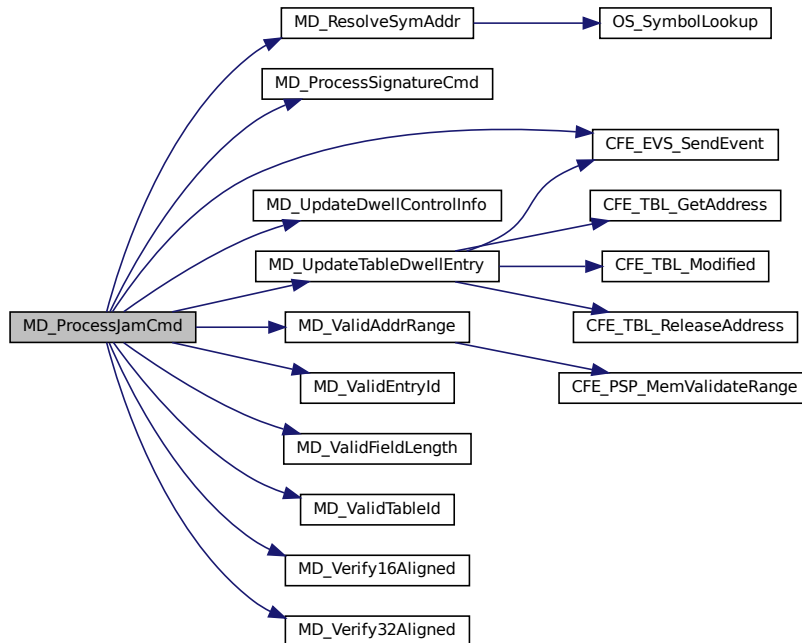 MD_ResolveSymAddr
OS_SymbolLookup
MD_ProcessSignatureCmd
CFE_EVS_SendEvent
MD_UpdateDwellControlInfo
CFE_TBL_GetAddress
MD_UpdateTableDwellEntry
CFE_TBL_Modified
MD_ProcessJamCmd
MD_ValidAddrRange
CFE_TBL_ReleaseAddress
MD_ValidEntryId
CFE_PSP_MemValidateRange
MD_ValidFieldLength
MD_ValidTableId
MD_Verify16Aligned
MD_Verify32Aligned